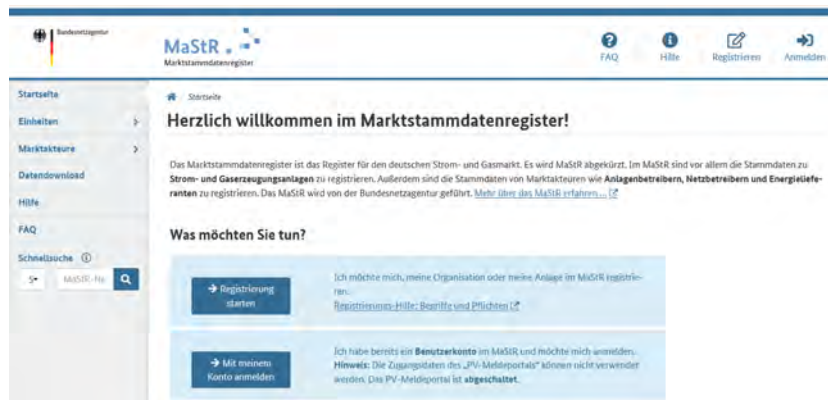 Bundesnetzagentur
MaStR
Marktstammdatenregister
FAQ
Hilfe
Registrieren
Anmelden
Startseite
Einheiten
Marktakteure
Datendownload
Hilfe
FAQ
Schnellsuche
Startseite
Herzlich willkommen im Marktstammdatenregister!
Das Marktstammdatenregister ist das Register für den deutschen Strom- und Gasmarkt. Es wird MaStR abgekürzt. Im MaStR sind vor allem die Stammdaten zu
Strom- und Gaserzeugungsanlagen zu registrieren. Außerdem sind die Stammdaten von Marktakteuren wie Anlagenbetreibern, Netzbetreibern und Energieliefe-
ranten zu registrieren. Das MaStR wird von der Bundesnetzagentur geführt. Mehr über das MaStR erfahren ...
Was möchten Sie tun?
→ Registrierung
starten
Ich möchte mich, meine Organisation oder meine Anlage im MaStR registrie-
ren.
Registrierungs-Hilfe: Begriffe und Pflichten
→ Mit meinem
Konto anmelden
Ich habe bereits ein Benutzerkonto im MaStR und möchte mich anmelden.
Hinweis: Die Zugangsdaten des „PV-Meldeportals" können nicht verwendet
werden. Das PV-Meldeportal ist abgeschaltet.